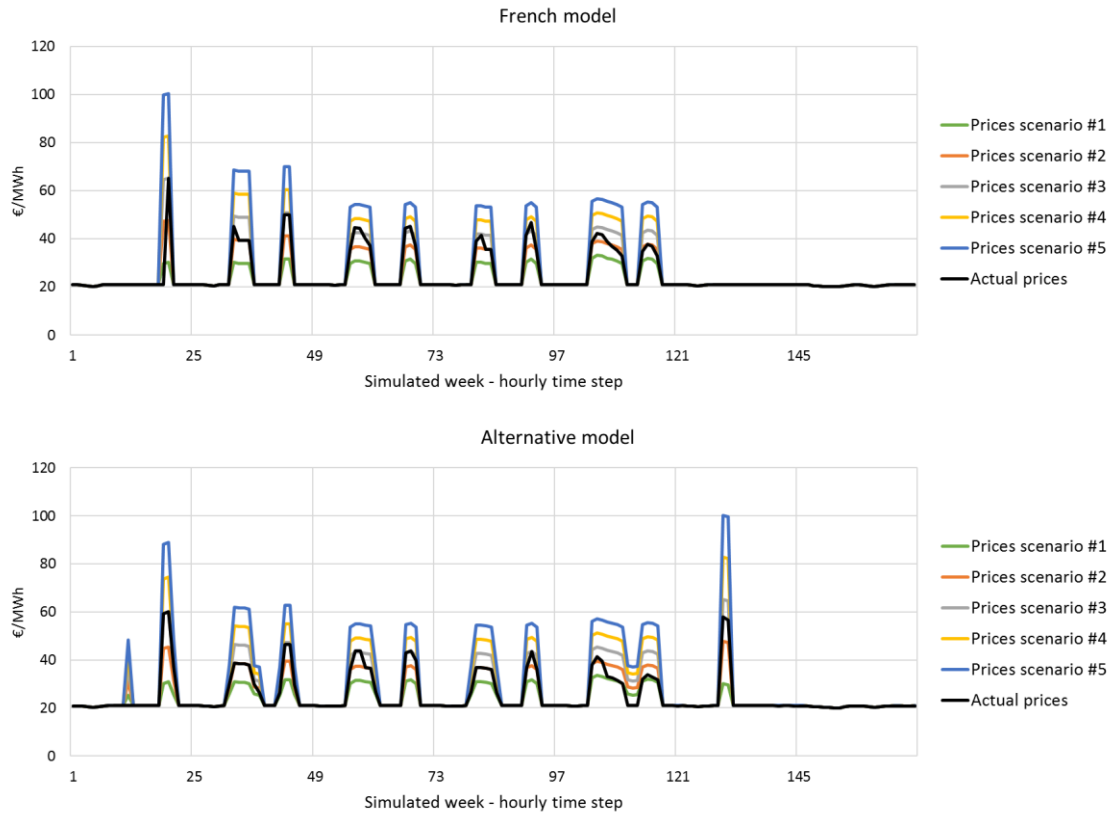 French model
120
100
80
60
40
20
0
€/MWh
1 25 49 73 97 121 145
Simulated week - hourly time step
Prices scenario #1
Prices scenario #2
Prices scenario #3
Prices scenario #4
Prices scenario #5
Actual prices
Alternative model
120
100
80
60
40
20
0
€/MWh
1 25 49 73 97 121 145
Simulated week - hourly time step
Prices scenario #1
Prices scenario #2
Prices scenario #3
Prices scenario #4
Prices scenario #5
Actual prices